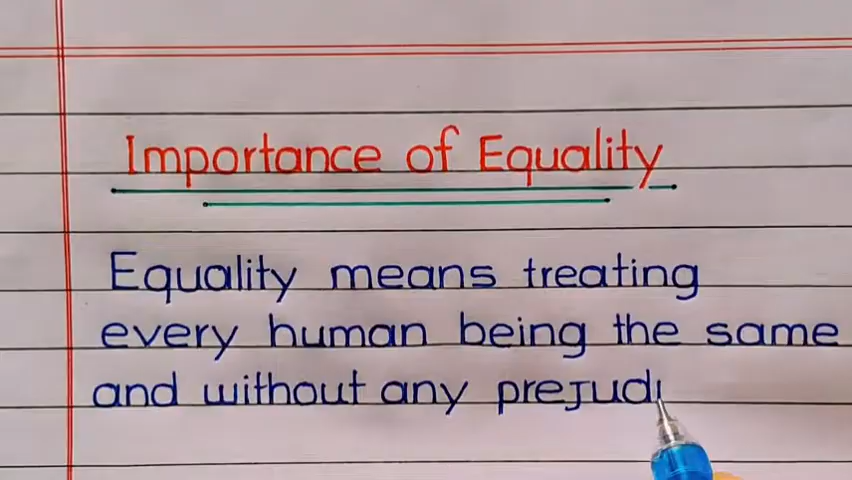 Importance of Equality
Equality means treating
every human being the same
and without any prejudi